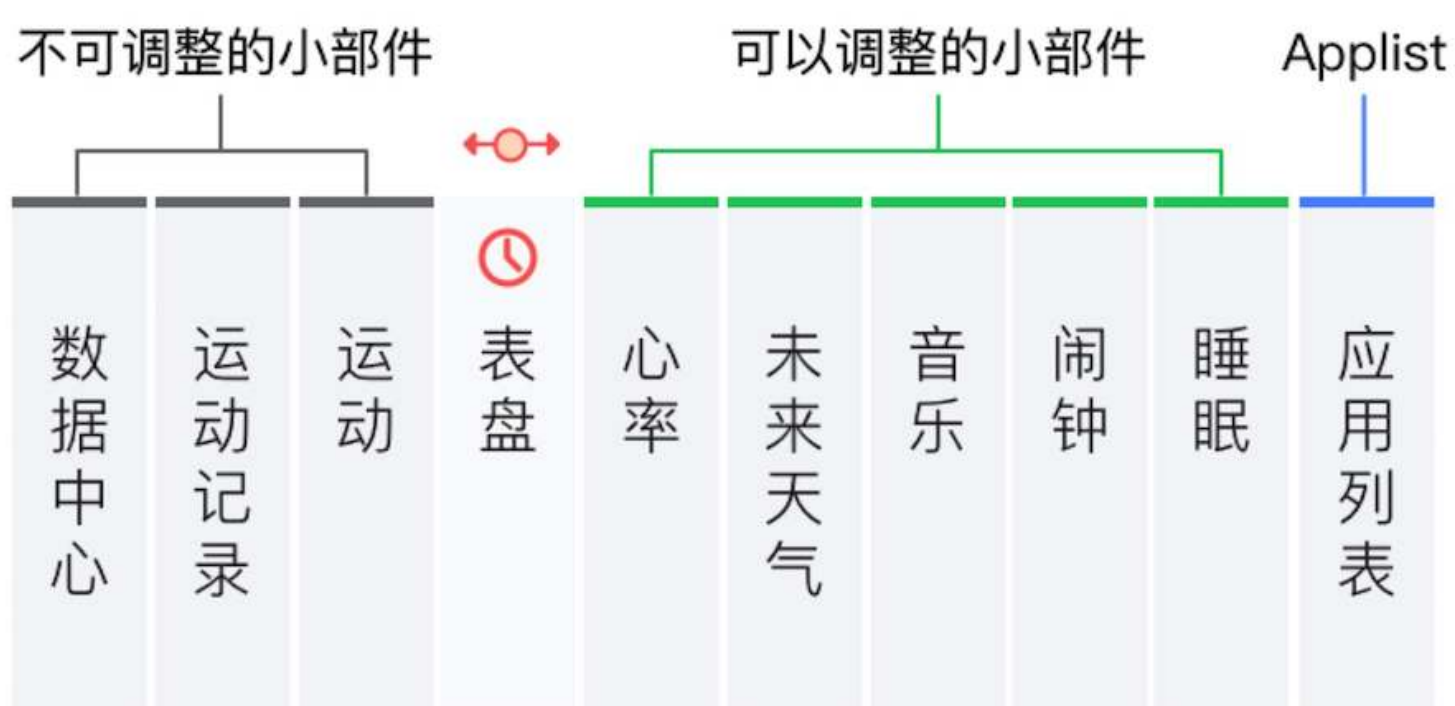 不可调整的小部件
可以调整的小部件
Applist
数据中心
运动记录
运动
表盘
心率
未来天气
音乐
闹钟
睡眠
应用列表